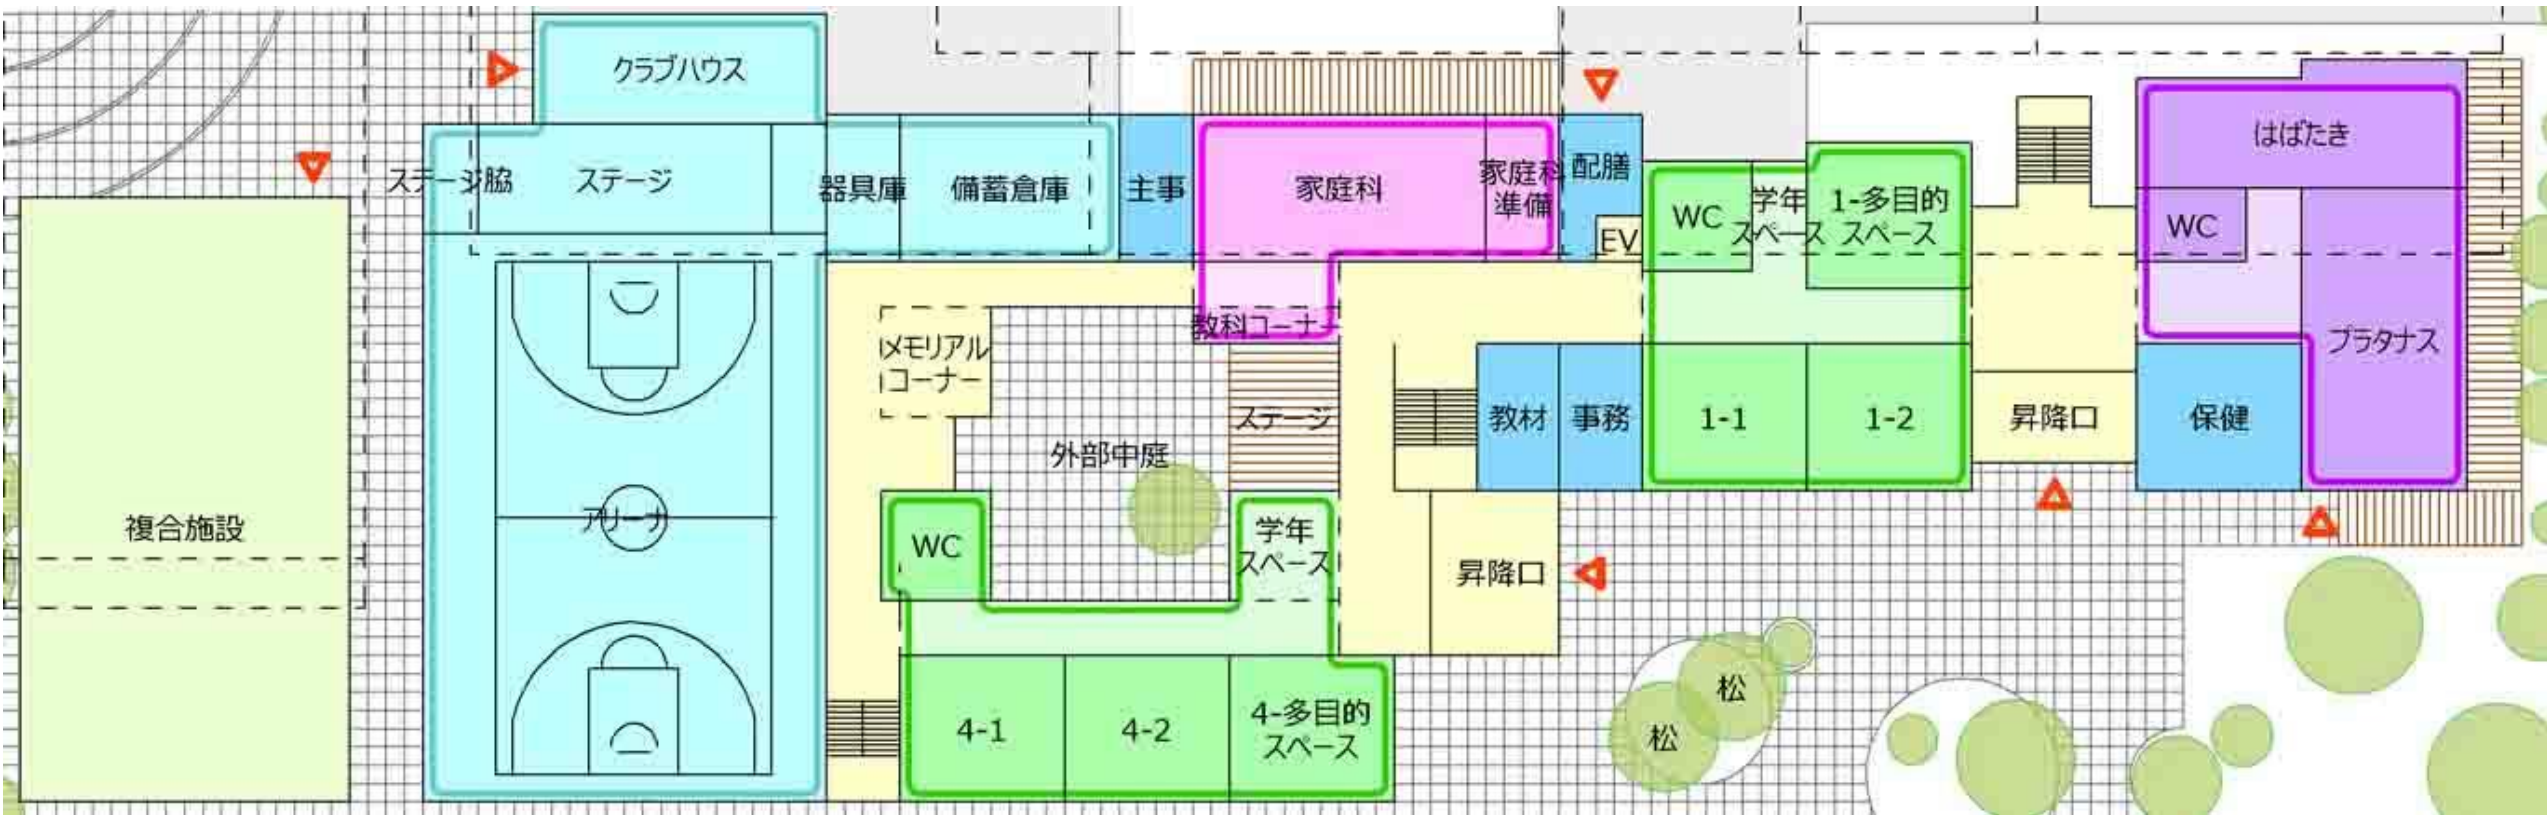 クラブハウス
ステージ脇
ステージ
器具庫
備蓄倉庫
主事
家庭科
家庭科
準備
配膳
EV
WC
学年
スペース
1-多目的
スペース
はばたき
WC
プラタナス
教科コーナー
メモリアル
コーナー
ステージ
外部中庭
教材
事務
1-1
1-2
昇降口
保健
複合施設
アリーナ
WC
学年
スペース
昇降口
4-1
4-2
4-多目的
スペース
松
松